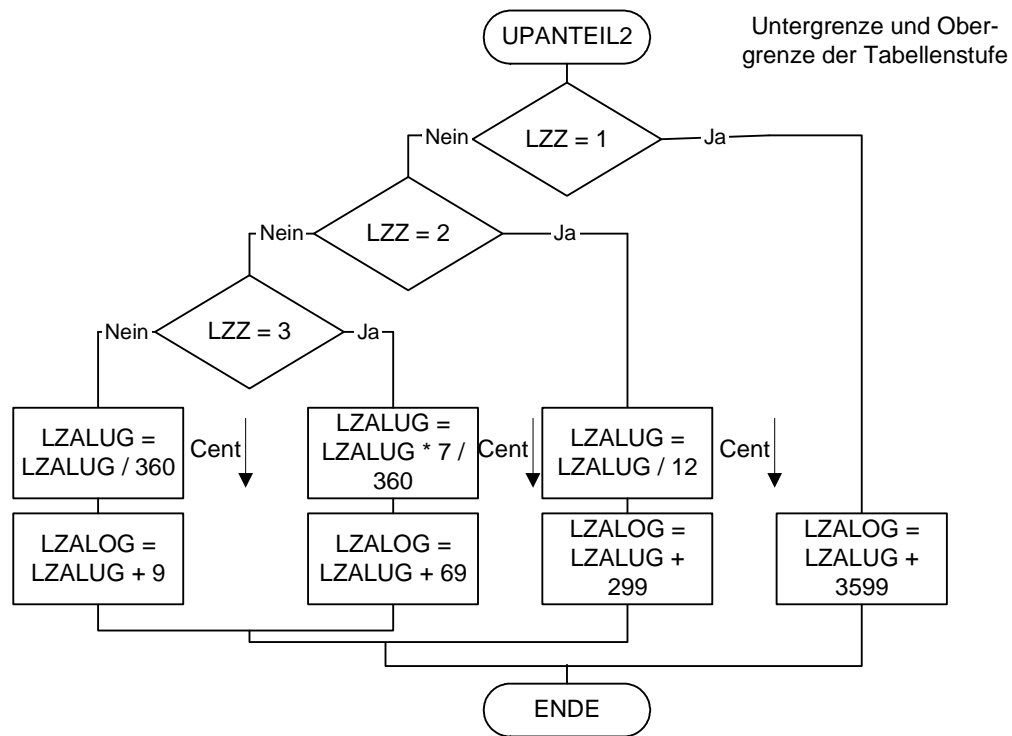 UPANTEIL2
Untergrenze und Ober-
grenze der Tabellenstufe
LZZ = 1
Nein
Ja
LZZ = 2
Nein
Ja
LZZ = 3
Nein
Ja
LZALUG =
LZALUG / 360
Cent
LZALUG =
LZALUG * 7 /
360
Cent
LZALUG =
LZALUG / 12
Cent
LZALOG =
LZALUG + 9
LZALOG =
LZALUG + 69
LZALOG =
LZALUG +
299
LZALOG =
LZALUG +
3599
ENDE